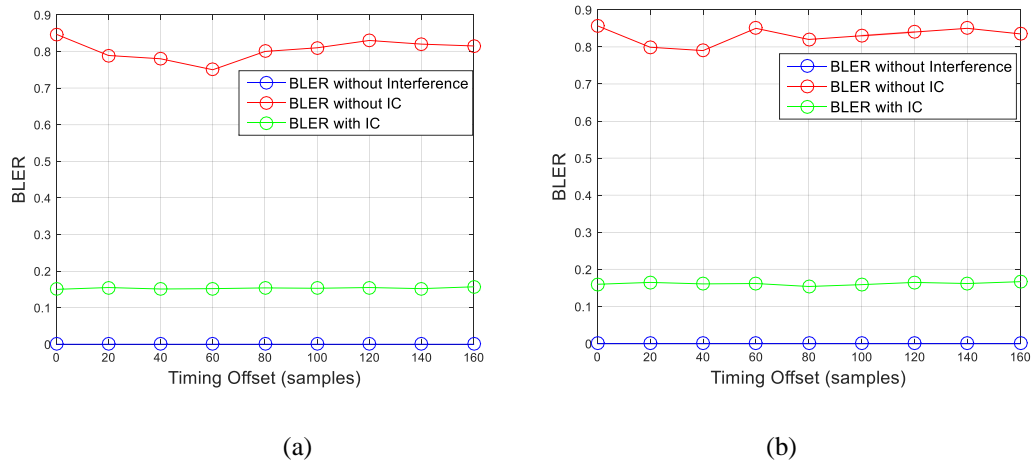 0.9
0.8
0.7
0.6
0.5
0.4
0.3
0.2
0.1
0
BLER
BLER without Interference
BLER without IC
BLER with IC
0 20 40 60 80 100 120 140 160
Timing Offset (samples)
(a)
0.9
0.8
0.7
0.6
0.5
0.4
0.3
0.2
0.1
0
BLER
BLER without Interference
BLER without IC
BLER with IC
0 20 40 60 80 100 120 140 160
Timing Offset (samples)
(b)